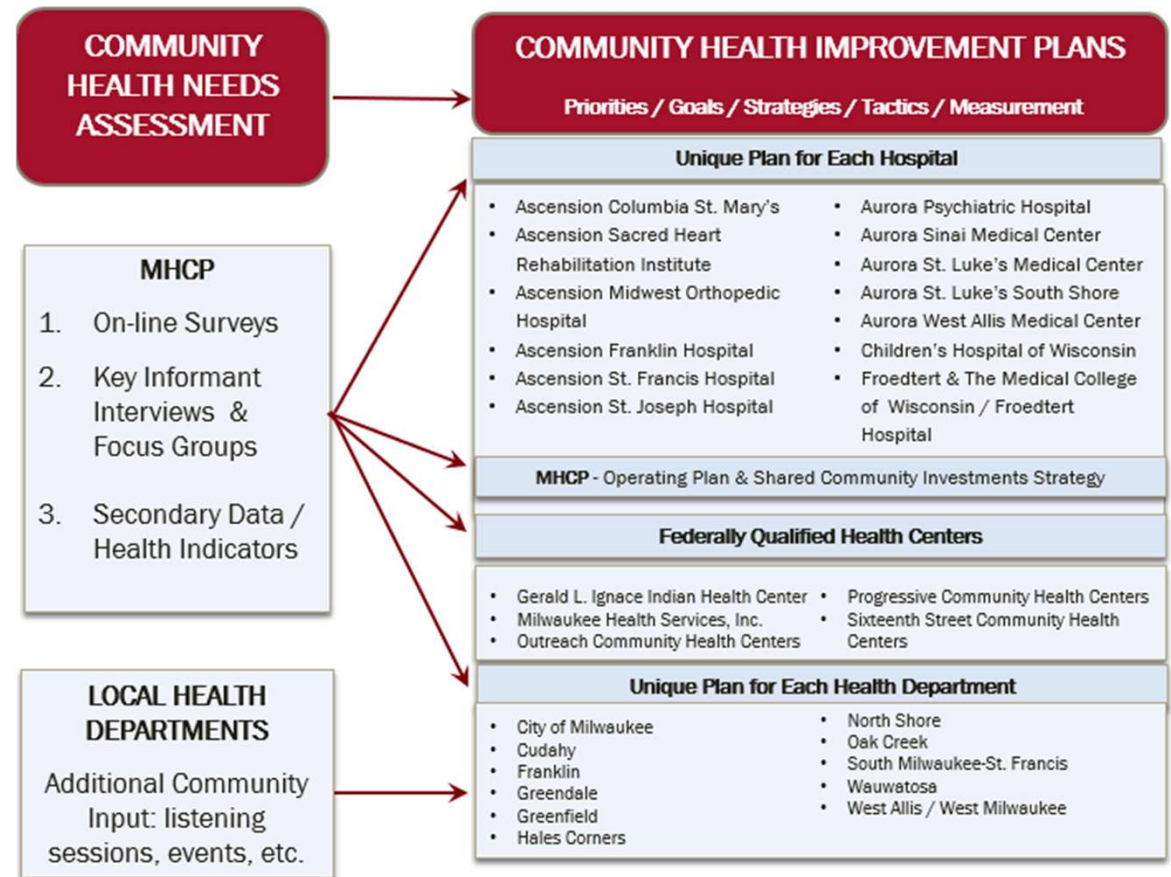 COMMUNITY
HEALTH NEEDS
ASSESSMENT
COMMUNITY HEALTH IMPROVEMENT PLANS
Priorities / Goals / Strategies / Tactics / Measurement
MHCP
1. On-line Surveys
2. Key Informant
Interviews &
Focus Groups
3. Secondary Data /
Health Indicators
LOCAL HEALTH
DEPARTMENTS
Additional Community
Input: listening
sessions, events, etc.
Unique Plan for Each Hospital
• Ascension Columbia St. Mary's
• Ascension Sacred Heart
Rehabilitation Institute
• Ascension Midwest Orthopedic
Hospital
• Ascension Franklin Hospital
• Ascension St. Francis Hospital
• Ascension St. Joseph Hospital
• Aurora Psychiatric Hospital
• Aurora Sinai Medical Center
• Aurora St. Luke's Medical Center
• Aurora St. Luke's South Shore
• Aurora West Allis Medical Center
• Children's Hospital of Wisconsin
• Froedtert & The Medical College
of Wisconsin / Froedtert
Hospital
MHCP - Operating Plan & Shared Community Investments Strategy
Federally Qualified Health Centers
• Gerald L. Ignace Indian Health Center
• Milwaukee Health Services, Inc.
• Outreach Community Health Centers
• Progressive Community Health Centers
• Sixteenth Street Community Health
Centers
Unique Plan for Each Health Department
• City of Milwaukee
• Cudahy
• Franklin
• Greendale
• Greenfield
• Hales Corners
• North Shore
• Oak Creek
• South Milwaukee-St. Francis
• Wauwatosa
• West Allis / West Milwaukee